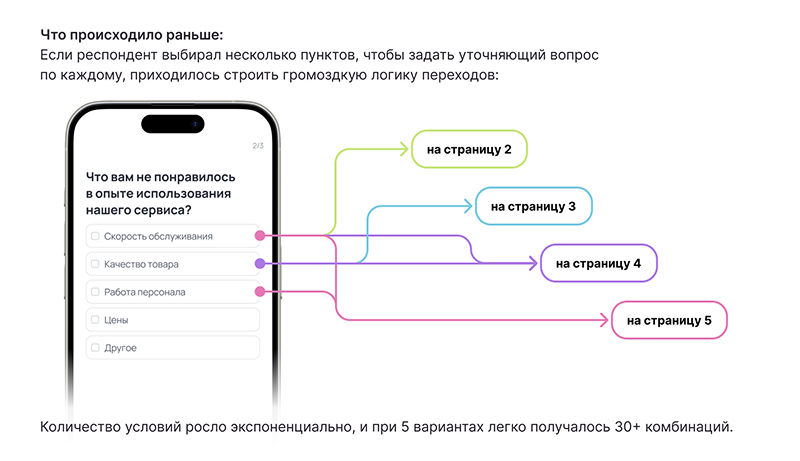 Что происходило раньше:
Если респондент выбирал несколько пунктов, чтобы задать уточняющий вопрос
по каждому, приходилось строить громоздкую логику переходов:
2/3
Что вам не понравилось
в опыте использования
нашего сервиса?
Скорость обслуживания
Качество товара
Работа персонала
Цены
Другое
на страницу 2
на страницу 3
на страницу 4
на страницу 5
Количество условий росло экспоненциально, и при 5 вариантах легко получалось 30+ комбинаций.